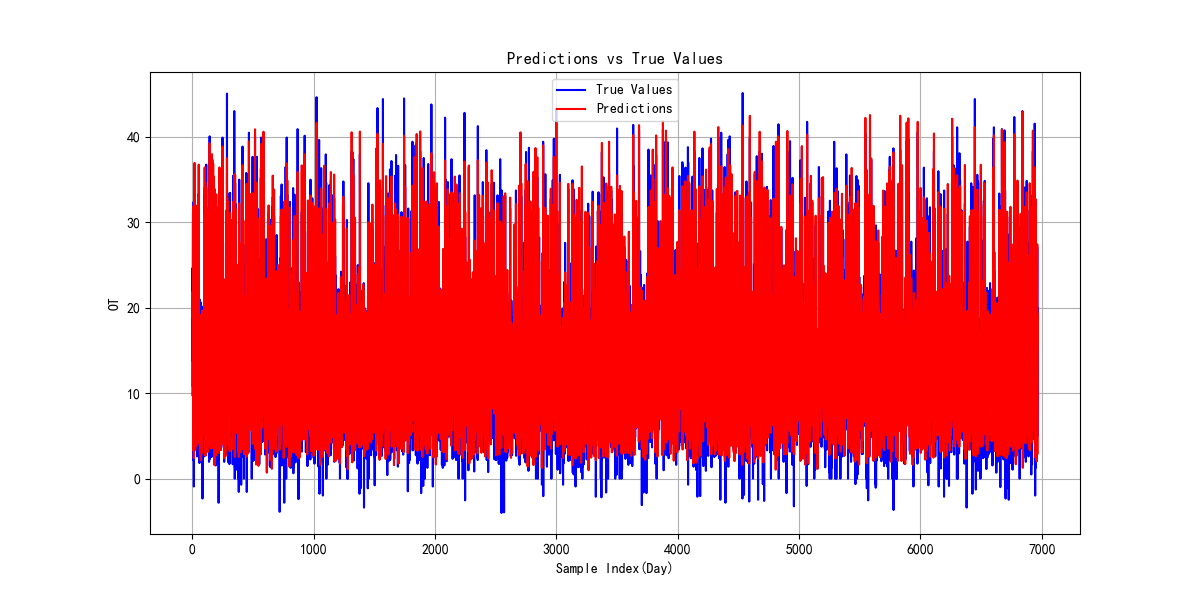 Predictions vs True Values
True Values
Predictions
OT
40
30
20
10
0
0 1000 2000 3000 4000 5000 6000 7000
Sample Index(Day)